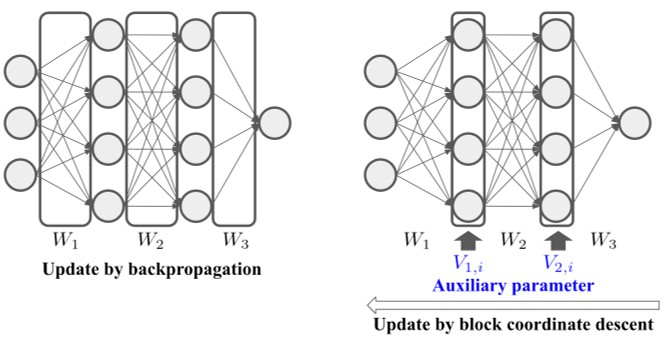 W₁ W₂ W₃
Update by backpropagation
W₁ W₂ W₃
V₁,ᵢ V₂,ᵢ
Auxiliary parameter
Update by block coordinate descent